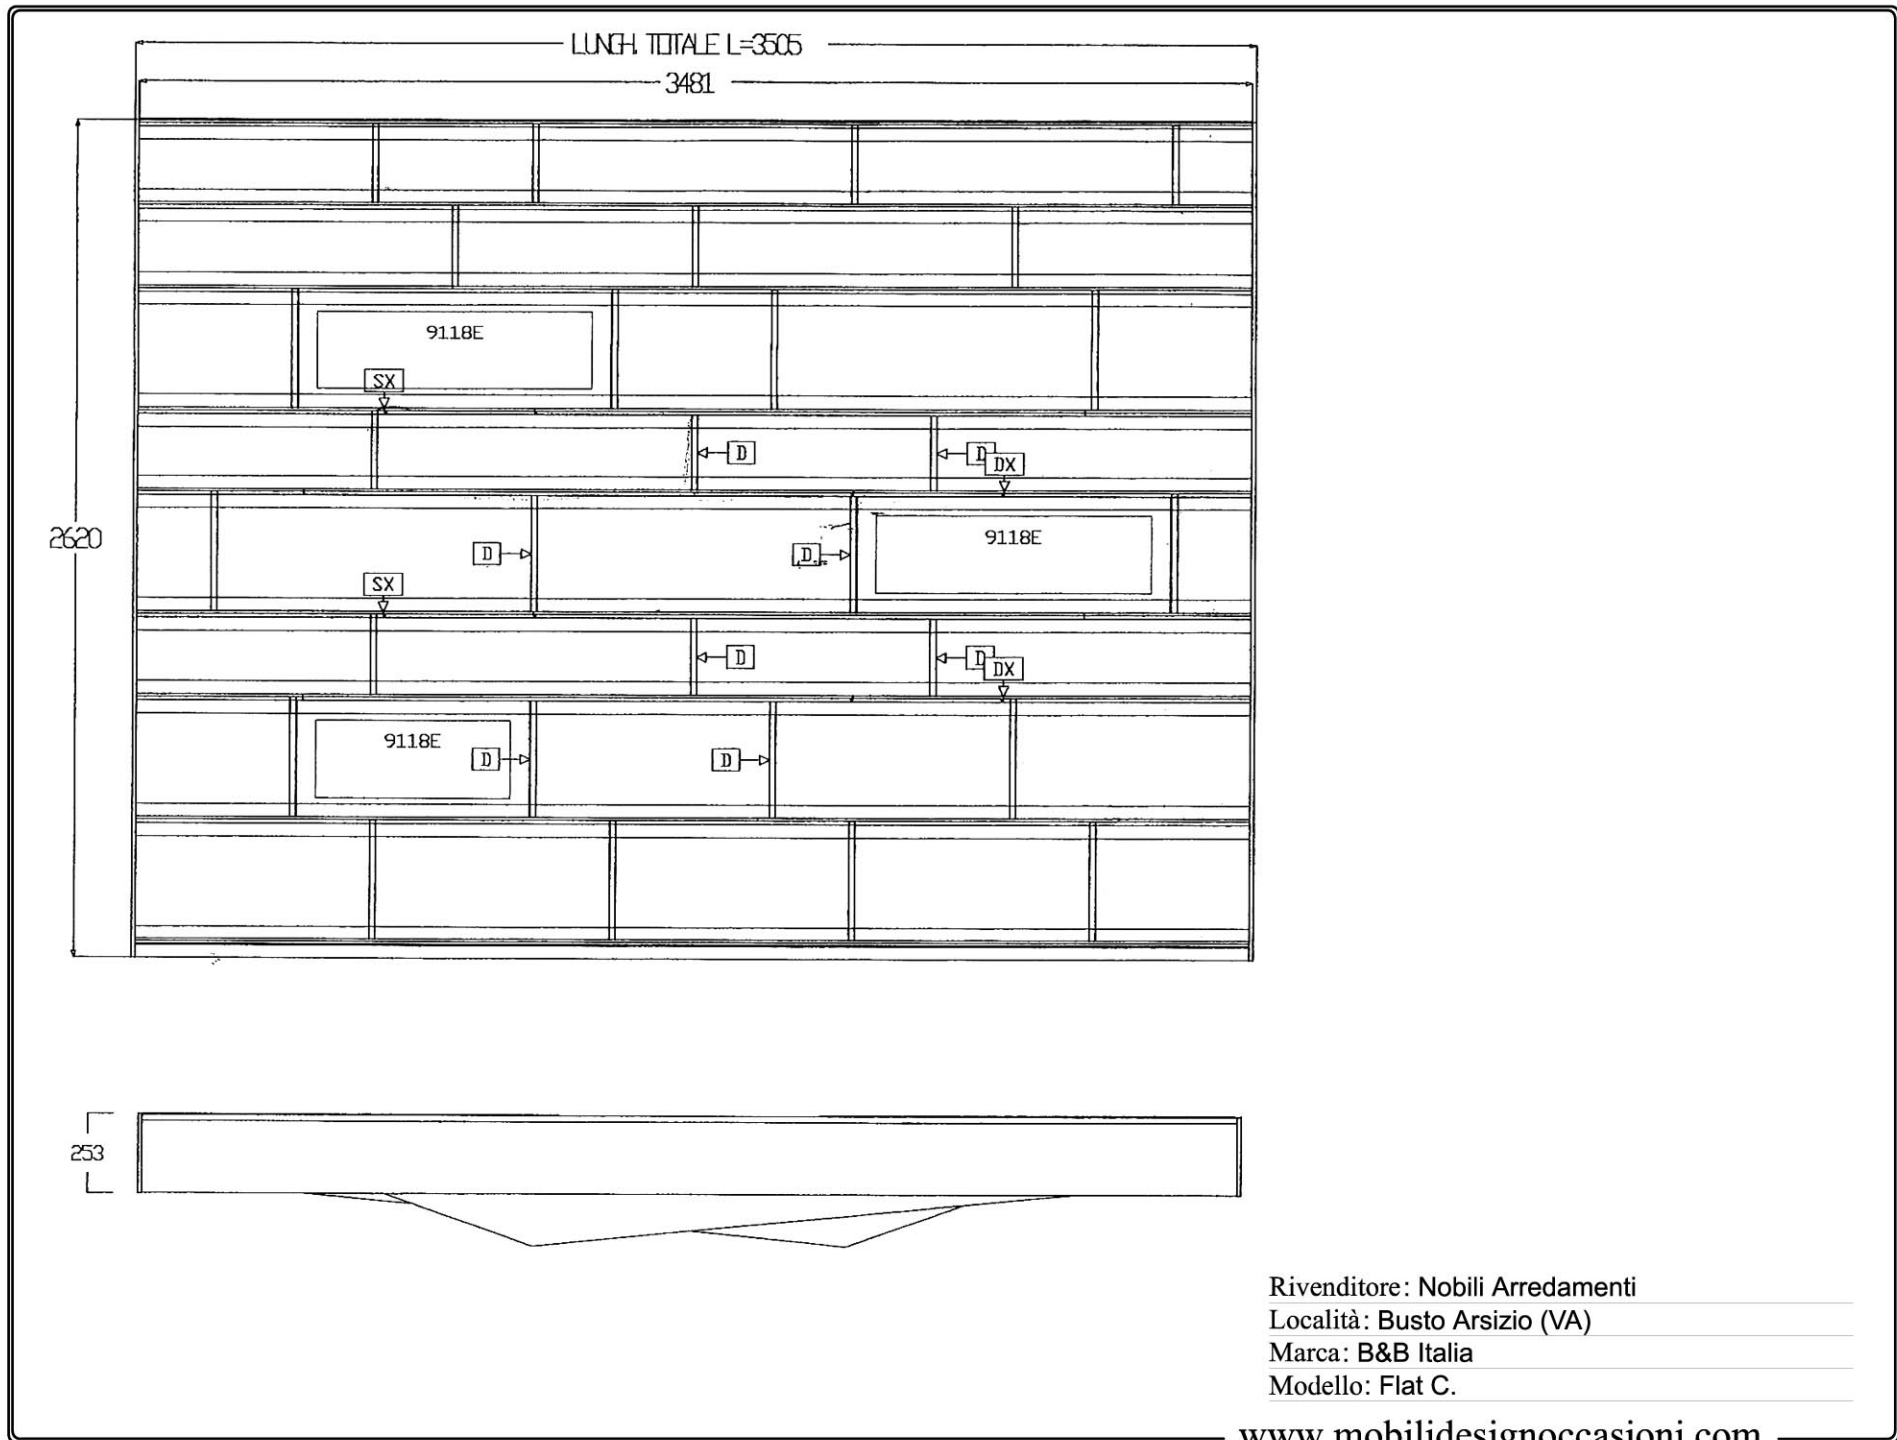 LUNGH. TOTALE L=3505
3481
9118E
SX
D
D
DX
2620
9118E
D
D
SX
D
D
DX
9118E
D
D
253
Rivenditore: Nobili Arredamenti
Località: Busto Arsizio (VA)
Marca: B&B Italia
Modello: Flat C.
www.mobilidesignoccasioni.com